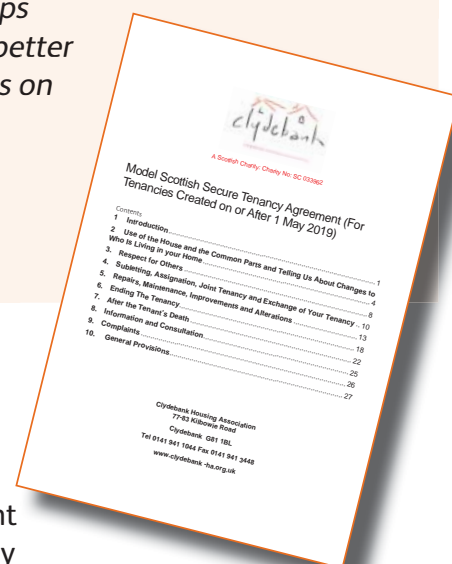 ps
better
s on
clydebank
A Scottish Charity: Charity No: SC 033962
Model Scottish Secure Tenancy Agreement (For
Tenancies Created on or After 1 May 2019)
Contents
1 Introduction 1
2 Use of the House and the Common Parts and Telling Us About Changes to
Who Is Living in your Home 4
3. Respect for Others 8
4. Subletting, Assignation, Joint Tenancy and Exchange of Your Tenancy .. 10
5. Repairs, Maintenance, Improvements and Alterations 13
6. Ending The Tenancy 18
7. After the Tenant's Death 22
8. Information and Consultation 25
9. Complaints 26
10. General Provisions 27
Clydebank Housing Association
77-83 Kilbowie Road
Clydebank G81 1BL
Tel 0141 941 1044 Fax 0141 941 3448
www.clydebank -ha.org.uk
nt
y